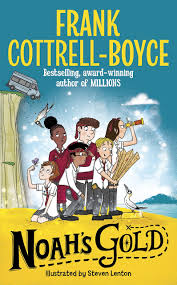 FRANK
COTTRELL-BOYCE
Bestselling, award-winning
author of MILLIONS
NOAH'S GOLD
Illustrated by Steven Lenton